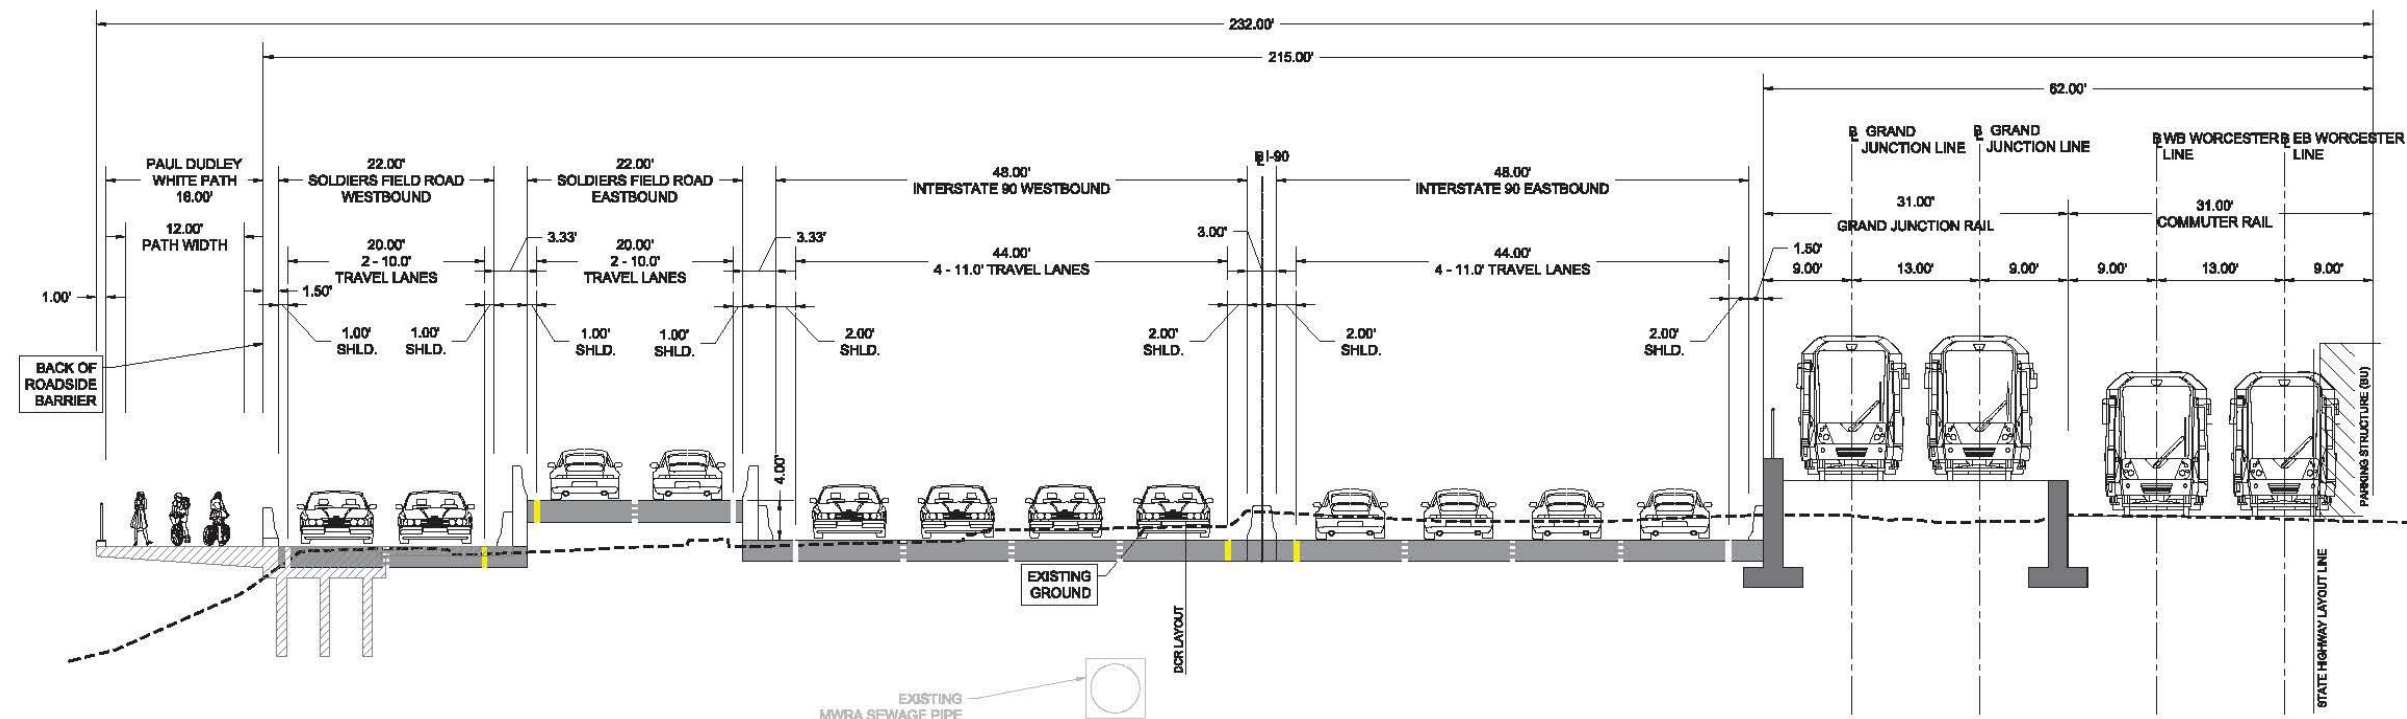 232.00'
215.00'
62.00'
PAUL DUDLEY
WHITE PATH
16.00'
12.00'
PATH WIDTH
1.00'
22.00'
SOLDIERS FIELD ROAD
WESTBOUND
20.00'
2 - 10.0'
TRAVEL LANES
1.50'
1.00'
SHLD.
1.00'
SHLD.
3.33'
22.00'
SOLDIERS FIELD ROAD
EASTBOUND
20.00'
2 - 10.0'
TRAVEL LANES
1.00'
SHLD.
1.00'
SHLD.
3.33'
48.00'
INTERSTATE 90 WESTBOUND
44.00'
4 - 11.0' TRAVEL LANES
2.00'
SHLD.
2.00'
SHLD.
I-90
3.00'
48.00'
INTERSTATE 90 EASTBOUND
44.00'
4 - 11.0' TRAVEL LANES
2.00'
SHLD.
2.00'
SHLD.
1.50'
GRAND
JUNCTION LINE
GRAND
JUNCTION LINE
WB WORCESTER
LINE
EB WORCESTER
LINE
31.00'
GRAND JUNCTION RAIL
31.00'
COMMUTER RAIL
9.00'
13.00'
9.00'
9.00'
13.00'
9.00'
BACK OF
ROADSIDE
BARRIER
4.00'
EXISTING
GROUND
DCR LAYOUT
PARKING STRUCTURE (BU)
STATE HIGHWAY LAYOUT LINE
EXISTING
MWRA SEWAGE PIPE